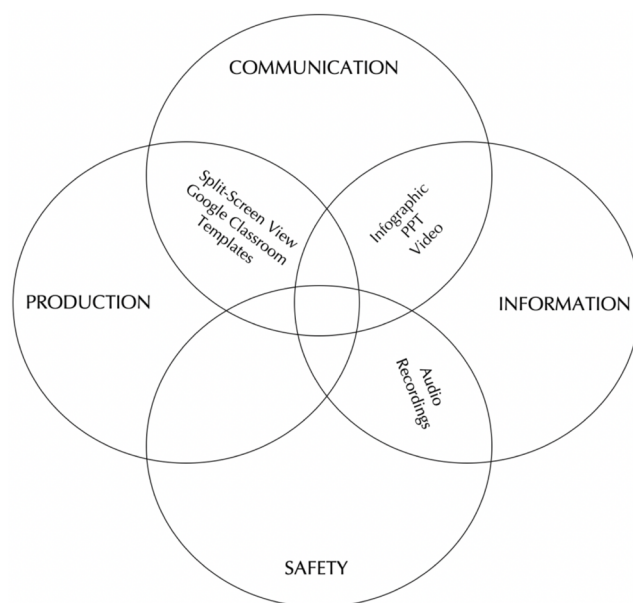 COMMUNICATION
Split-Screen View
Google Classroom
Templates
Infographic
PPT
Video
PRODUCTION
INFORMATION
Audio
Recordings
SAFETY